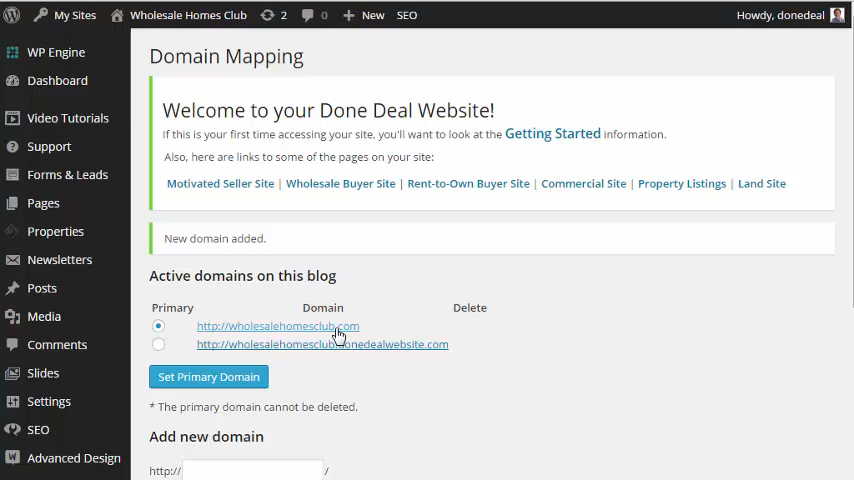 My Sites Wholesale Homes Club 2 0 New SEO Howdy, donedeal
WP Engine
Dashboard
Video Tutorials
Support
Forms & Leads
Pages
Properties
Newsletters
Posts
Media
Comments
Slides
Settings
SEO
Advanced Design
Domain Mapping
Welcome to your Done Deal Website!
If this is your first time accessing your site, you'll want to look at the Getting Started information.
Also, here are links to some of the pages on your site:
Motivated Seller Site | Wholesale Buyer Site | Rent-to-Own Buyer Site | Commercial Site | Property Listings | Land Site
New domain added.
Active domains on this blog
Primary Domain Delete
http://wholesalehomesclub.com
http://wholesalehomesclub.donedealwebsite.com
Set Primary Domain
* The primary domain cannot be deleted.
Add new domain
http:// /